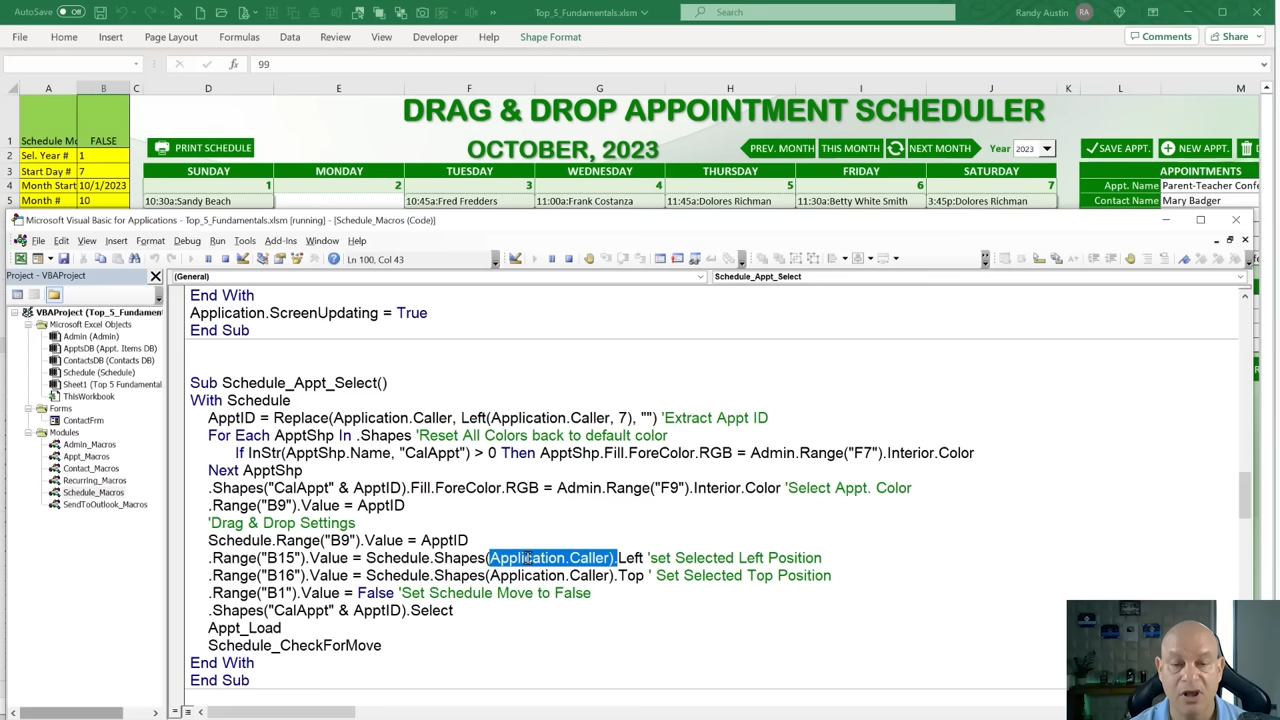 AutoSave Off
Top_5_Fundamentals.xlsm
Search
Randy Austin RA
File Home Insert Page Layout Formulas Data Review View Developer Help Shape Format
Comments Share
fx 99
A B C D E F G H I J K L M
DRAG & DROP APPOINTMENT SCHEDULER
1 Schedule Mo FALSE
PRINT SCHEDULE
OCTOBER, 2023
PREV. MONTH THIS MONTH NEXT MONTH Year 2023
SAVE APPT. NEW APPT.
2 Sel. Year # 1
3 Start Day # 7
SUNDAY MONDAY TUESDAY WEDNESDAY THURSDAY FRIDAY SATURDAY
APPOINTMENTS
4 Month Start 10/1/2023
1 2 3 4 5 6 7
Appt. Name Parent-Teacher Confe
5 Month # 10
10:30a:Sandy Beach 10:45a:Fred Fredders 11:00a:Frank Costanza 11:45a:Dolores Richman 11:30a:Betty White Smith 3:45p:Dolores Richman
Contact Name Mary Badger
Microsoft Visual Basic for Applications - Top_5_Fundamentals.xlsm [running] - [Schedule_Macros (Code)]
File Edit View Insert Format Debug Run Tools Add-Ins Window Help
Ln 100, Col 43
Project - VBAProject
(General)
Schedule_Appt_Select
VBAProject (Top_5_Fundament
Microsoft Excel Objects
Admin (Admin)
ApptsDB (Appt. Items DB)
ContactsDB (Contacts DB)
Schedule (Schedule)
Sheet1 (Top 5 Fundamental
ThisWorkbook
Forms
ContactFrm
Modules
Admin_Macros
Appt_Macros
Contact_Macros
Recurring_Macros
Schedule_Macros
SendToOutlook_Macros
End With
Application.ScreenUpdating = True
End Sub
Sub Schedule_Appt_Select()
With Schedule
ApptID = Replace(Application.Caller, Left(Application.Caller, 7), "") 'Extract Appt ID
For Each ApptShp In .Shapes 'Reset All Colors back to default color
If InStr(ApptShp.Name, "CalAppt") > 0 Then ApptShp.Fill.ForeColor.RGB = Admin.Range("F7").Interior.Color
Next ApptShp
.Shapes("CalAppt" & ApptID).Fill.ForeColor.RGB = Admin.Range("F9").Interior.Color 'Select Appt. Color
.Range("B9").Value = ApptID
'Drag & Drop Settings
Schedule.Range("B9").Value = ApptID
.Range("B15").Value = Schedule.Shapes(Application.Caller).Left 'set Selected Left Position
.Range("B16").Value = Schedule.Shapes(Application.Caller).Top ' Set Selected Top Position
.Range("B1").Value = False 'Set Schedule Move to False
.Shapes("CalAppt" & ApptID).Select
Appt_Load
Schedule_CheckForMove
End With
End Sub